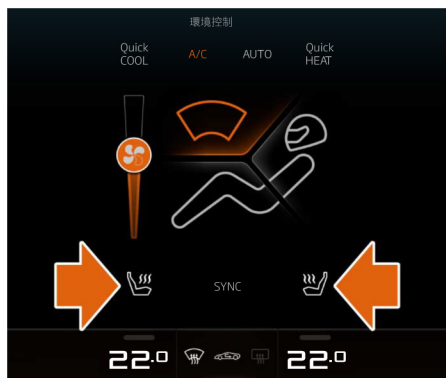 環境控制
Quick
COOL
A/C
AUTO
Quick
HEAT
SYNC
22.0
22.0